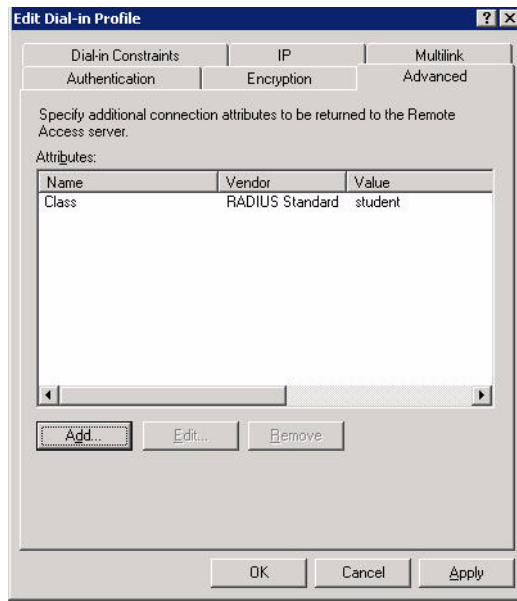 Edit Dial-in Profile
Dial-in Constraints IP Multilink
Authentication Encryption Advanced
Specify additional connection attributes to be returned to the Remote
Access server.
Attributes:
Name Vendor Value
Class RADIUS Standard student
Add... Edit... Remove
OK Cancel Apply